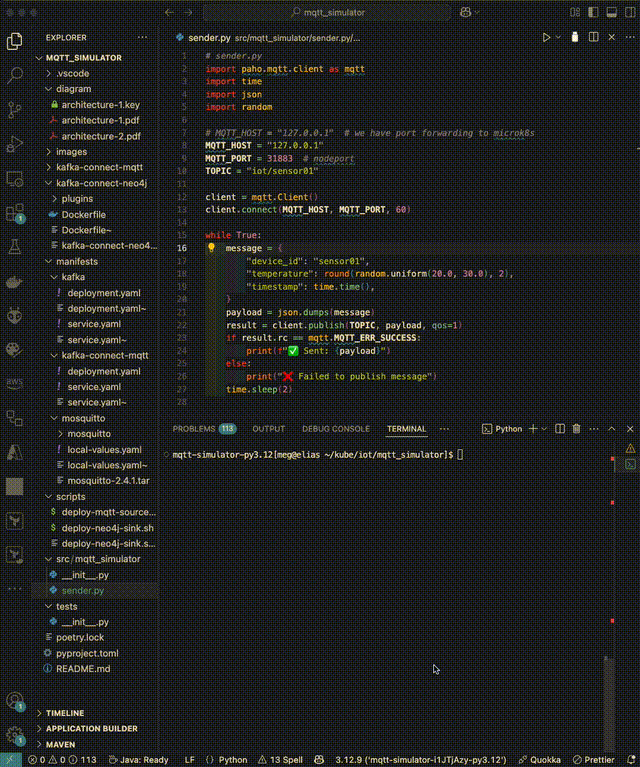 mqtt_simulator
EXPLORER
MQTT_SIMULATOR
.vscode
diagram
architecture-1.key
architecture-1.pdf
architecture-2.pdf
images
kafka-connect-mqtt
kafka-connect-neo4j
plugins
Dockerfile
Dockerfile~
kafka-connect-neo4...
manifests
kafka
deployment.yaml
deployment.yaml~
service.yaml
service.yaml~
kafka-connect-mqtt
deployment.yaml
service.yaml
service.yaml~
mosquitto
mosquitto
local-values.yaml
local-values.yaml~
mosquitto-2.4.1.tar
scripts
deploy-mqtt-source...
deploy-neo4j-sink.sh
deploy-neo4j-sink.s...
src/mqtt_simulator
__init__.py
sender.py
tests
__init__.py
poetry.lock
pyproject.toml
README.md
TIMELINE
APPLICATION BUILDER
MAVEN
aws
1
1
1
sender.py src/mqtt_simulator/sender.py/...
1 # sender.py
2 import paho.mqtt.client as mqtt
3 import time
4 import json
5 import random
6
7 # MQTT_HOST = "127.0.0.1"  # we have port forwarding to microk8s
8 MQTT_HOST = "127.0.0.1"
9 MQTT_PORT = 31883  # nodeport
10 TOPIC = "iot/sensor01"
11
12 client = mqtt.Client()
13 client.connect(MQTT_HOST, MQTT_PORT, 60)
14
15 while True:
16 message = {
17 "device_id": "sensor01",
18 "temperature": round(random.uniform(20.0, 30.0), 2),
19 "timestamp": time.time(),
20 }
21 payload = json.dumps(message)
22 result = client.publish(TOPIC, payload, qos=1)
23 if result.rc == mqtt.MQTT_ERR_SUCCESS:
24 print(f"✅ Sent: {payload}")
25 else:
26 print("❌ Failed to publish message")
27 time.sleep(2)
28
PROBLEMS 113 OUTPUT DEBUG CONSOLE TERMINAL ... Python
mqtt-simulator-py3.12[meg@elias ~/kube/iot/mqtt_simulator]$
0 0 113 Java: Ready LF {} Python 13 Spell 3.12.9 ('mqtt-simulator-i1JTjAzy-py3.12') Quokka Prettier